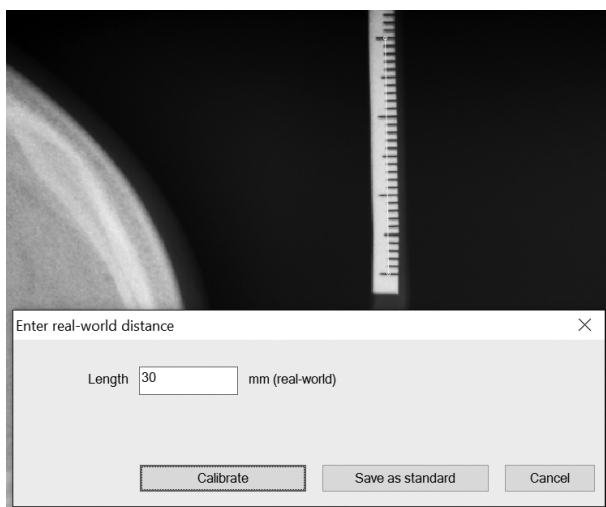 Enter real-world distance
Length 30 mm (real-world)
Calibrate Save as standard Cancel